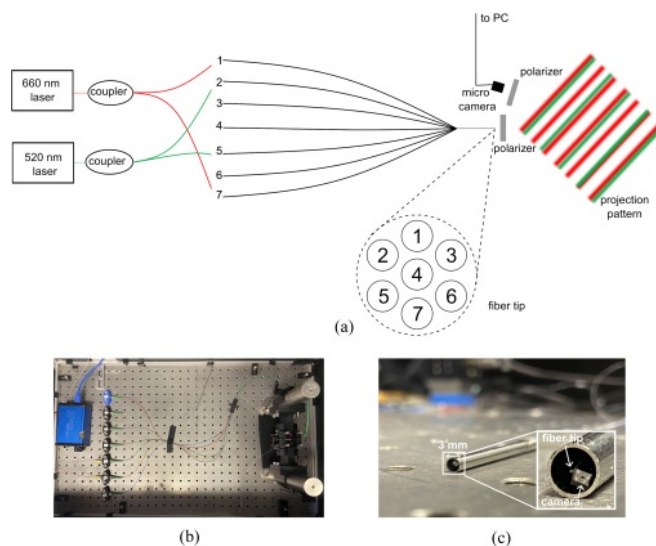 to PC
660 nm
laser
coupler
520 nm
laser
coupler
1
2
3
4
5
6
7
micro
camera
polarizer
polarizer
projection
pattern
1
2
3
4
5
6
7
fiber tip
(a)
3 mm
fiber tip
camera
(b)
(c)